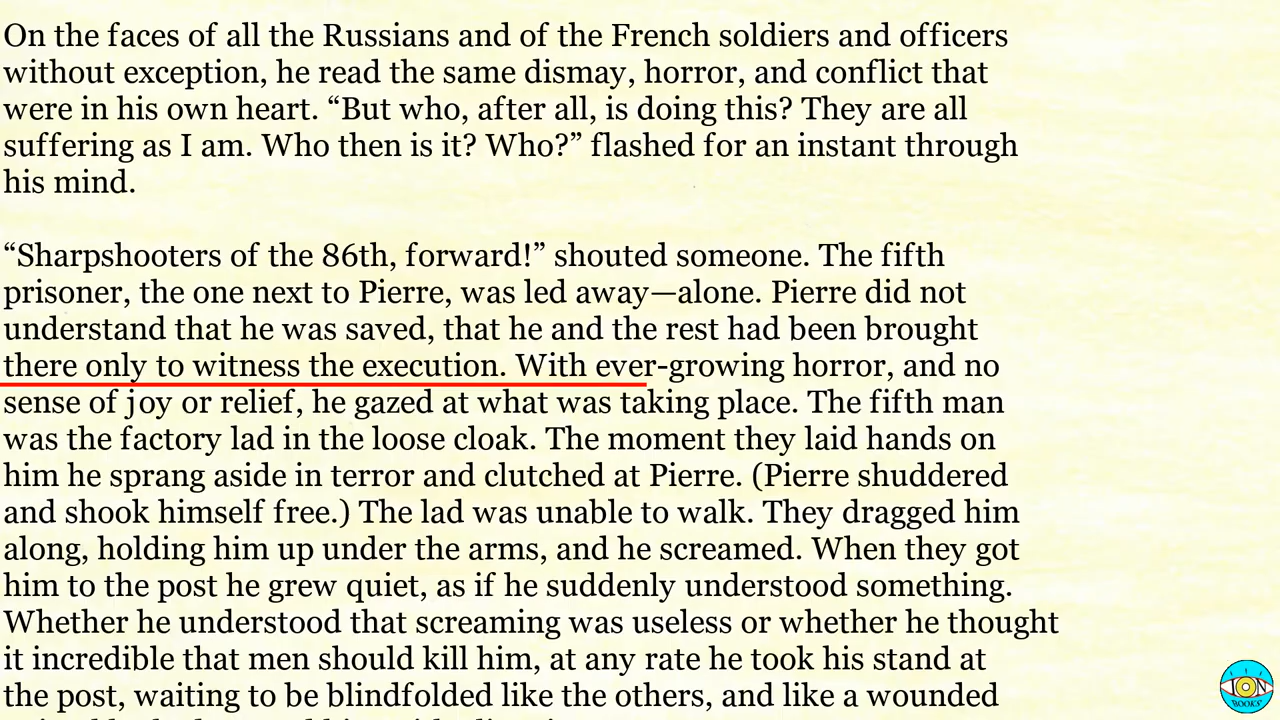 On the faces of all the Russians and of the French soldiers and officers
without exception, he read the same dismay, horror, and conflict that
were in his own heart. “But who, after all, is doing this? They are all
suffering as I am. Who then is it? Who?” flashed for an instant through
his mind.
“Sharpshooters of the 86th, forward!” shouted someone. The fifth
prisoner, the one next to Pierre, was led away—alone. Pierre did not
understand that he was saved, that he and the rest had been brought
there only to witness the execution. With ever-growing horror, and no
sense of joy or relief, he gazed at what was taking place. The fifth man
was the factory lad in the loose cloak. The moment they laid hands on
him he sprang aside in terror and clutched at Pierre. (Pierre shuddered
and shook himself free.) The lad was unable to walk. They dragged him
along, holding him up under the arms, and he screamed. When they got
him to the post he grew quiet, as if he suddenly understood something.
Whether he understood that screaming was useless or whether he thought
it incredible that men should kill him, at any rate he took his stand at
the post, waiting to be blindfolded like the others, and like a wounded
BOOKS